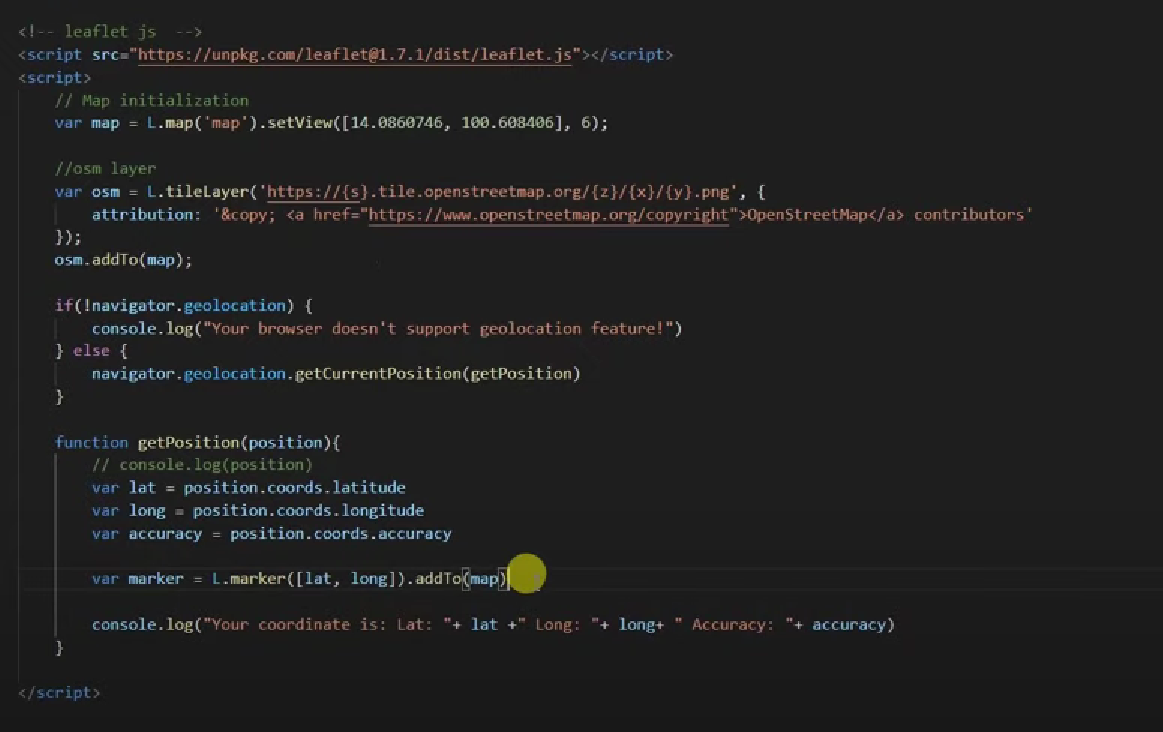 <!-- leaflet js  -->
<script src="https://unpkg.com/leaflet@1.7.1/dist/leaflet.js"></script>
<script>
    // Map initialization
    var map = L.map('map').setView([14.0860746, 100.608406], 6);

    //osm layer
    var osm = L.tileLayer('https://{s}.tile.openstreetmap.org/{z}/{x}/{y}.png', {
        attribution: '&copy; <a href="https://www.openstreetmap.org/copyright">OpenStreetMap</a> contributors'
    });
    osm.addTo(map);

    if(!navigator.geolocation) {
        console.log("Your browser doesn't support geolocation feature!")
    } else {
        navigator.geolocation.getCurrentPosition(getPosition)
    }

    function getPosition(position){
        // console.log(position)
        var lat = position.coords.latitude
        var long = position.coords.longitude
        var accuracy = position.coords.accuracy

        var marker = L.marker([lat, long]).addTo(map)

        console.log("Your coordinate is: Lat: "+ lat +" Long: "+ long+ " Accuracy: "+ accuracy)
    }

</script>